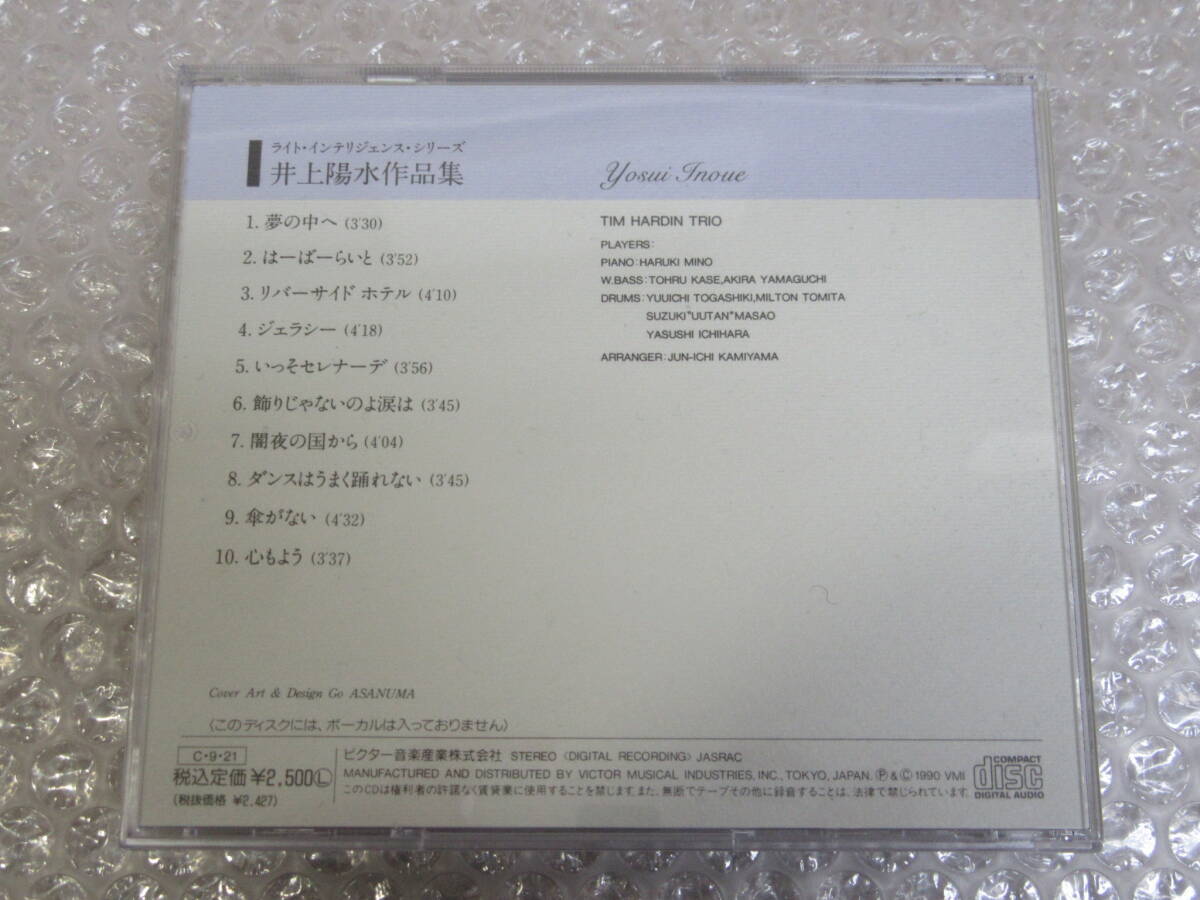 ライト・インテリジェンス・シリーズ
井上陽水作品集
Yosui Inoue
1. 夢の中へ (3'30)
2. はーばーらいと (3'52)
3. リバーサイド ホテル (4'10)
4. ジェラシー (4'18)
5. いっそセレナーデ (3'56)
6. 飾りじゃないのよ涙は (3'45)
7. 闇夜の国から (4'04)
8. ダンスはうまく踊れない (3'45)
9. 傘がない (4'32)
10. 心もよう (3'37)
TIM HARDIN TRIO
PLAYERS:
PIANO:HARUKI MINO
W.BASS:TOHRU KASE,AKIRA YAMAGUCHI
DRUMS:YUUICHI TOGASHIKI,MILTON TOMITA
SUZUKI"UUTAN"MASAO
YASUSHI ICHIHARA
ARRANGER:JUN-ICHI KAMIYAMA
Cover Art & Design Go ASANUMA
〈このディスクには、ボーカルは入っておりません〉
C・9・21
税込定価 ¥2,500Ⓛ
(税抜価格 ¥2,427)
ビクター音楽産業株式会社 STEREO〈DIGITAL RECORDING〉JASRAC
MANUFACTURED AND DISTRIBUTED BY VICTOR MUSICAL INDUSTRIES, INC., TOKYO, JAPAN. Ⓟ&Ⓒ 1990 VMI
このCDは権利者の許諾なく賃貸業に使用することを禁じます。また、無断でテープその他に録音することは、法律で禁じられています。
COMPACT
disc
DIGITAL AUDIO